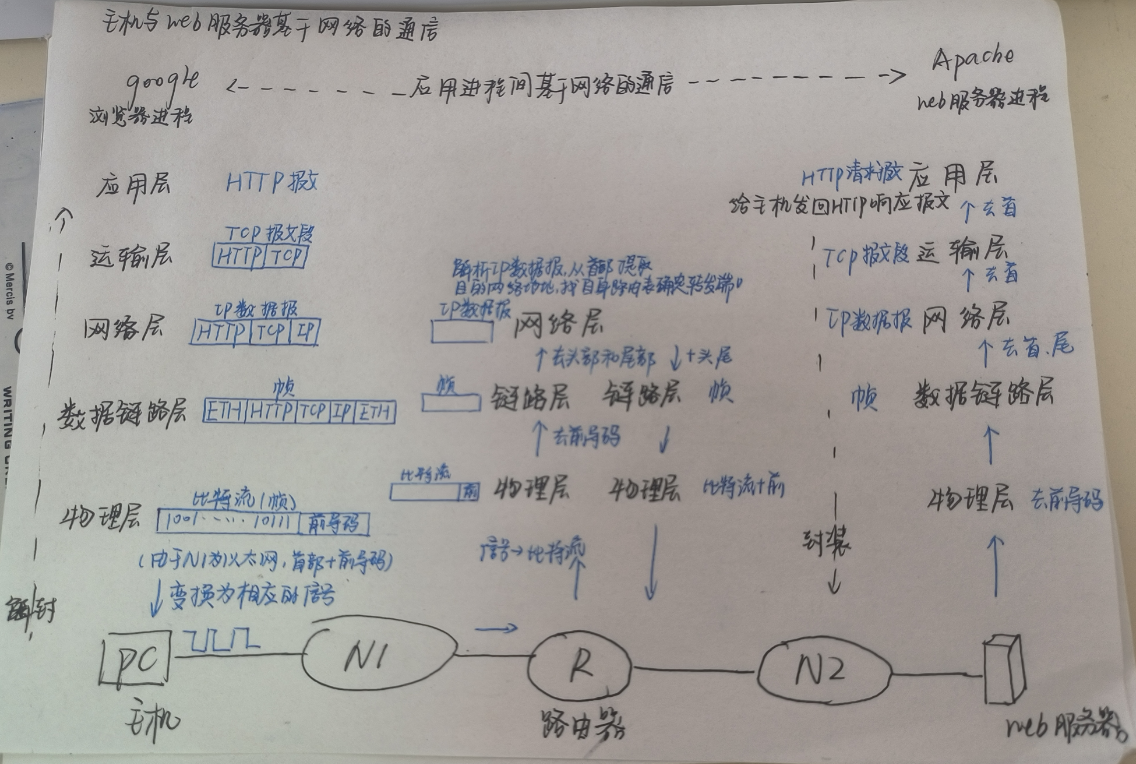 主机与web服务器基于网络的通信
google
应用进程间基于网络的通信
Apache
浏览器进程
web服务器进程
应用层
HTTP报文
HTTP请求报文
应用层
给主机发回HTTP响应报文
去首
TCP报文段
运输层
HTTP TCP
TCP报文段
运输层
去首
解析IP数据报,从首部提取
目的网络地址,找自身路由表确定转发端口
IP数据报
网络层
HTTP TCP IP
IP数据报
网络层
IP数据报
网络层
去头部和尾部
+头尾
去首、尾
帧
数据链路层
ETH HTTP TCP IP ETH
帧
链路层
链路层
帧
帧
数据链路层
去前导码
比特流(帧)
物理层
1001······10111
前导码
比特流
前
物理层
物理层
比特流+前
物理层
去前导码
(由于N1为以太网,首部+前导码)
信号→比特流
封装
变换为相应的信号
解封
PC
N1
R
N2
主机
路由器
web服务器
© Marcis by
WRITING